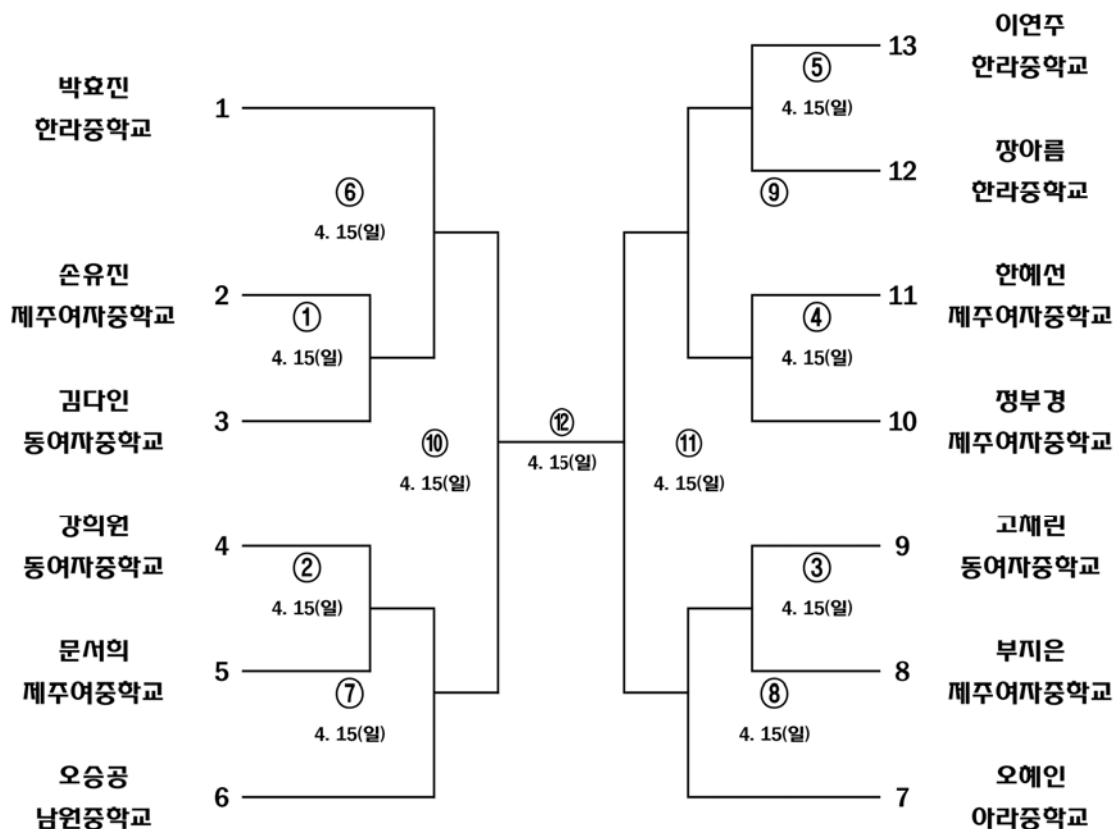 박효진
한라중학교
1
⑥
4. 15(일)
손유진
제주여자중학교
2
①
4. 15(일)
김다인
동여자중학교
3
⑩
4. 15(일)
강희원
동여자중학교
4
②
4. 15(일)
문서희
제주여중학교
5
⑦
4. 15(일)
오승공
남원중학교
6
⑫
4. 15(일)
13
이연주
한라중학교
⑤
4. 15(일)
12
장아름
한라중학교
⑨
11
한혜선
제주여자중학교
④
4. 15(일)
10
정부경
제주여자중학교
⑪
4. 15(일)
9
고채린
동여자중학교
③
4. 15(일)
8
부지은
제주여자중학교
⑧
4. 15(일)
7
오혜인
아라중학교